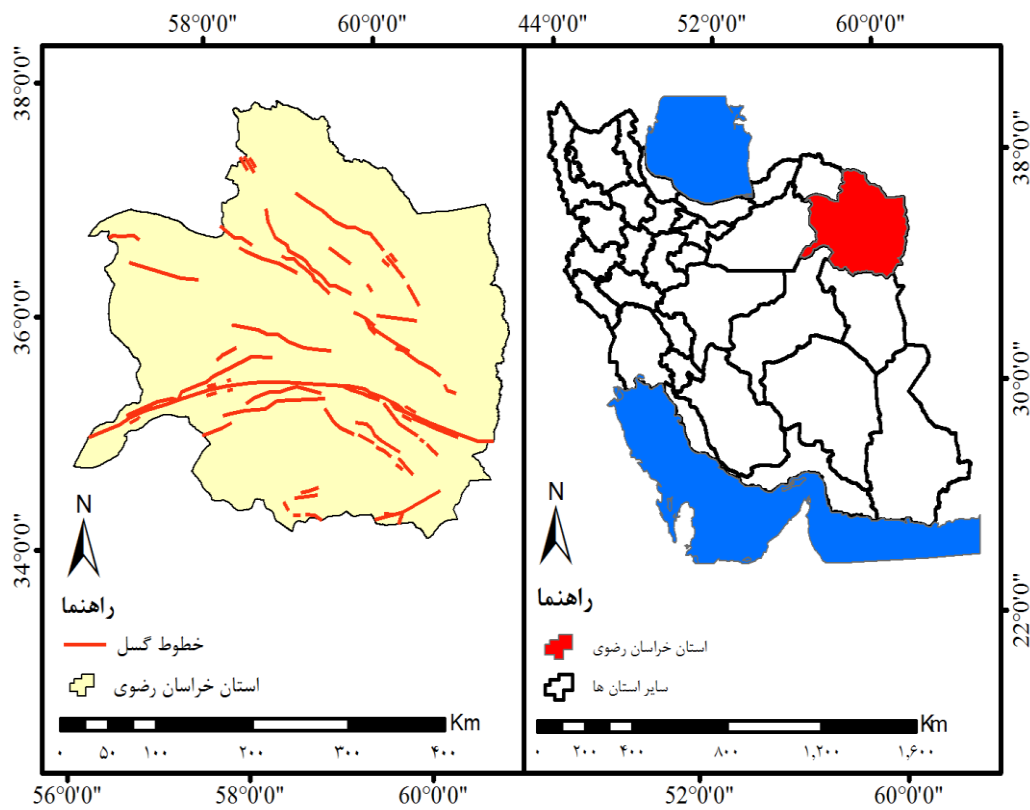 58°0'0"
60°0'0"
44°0'0"
52°0'0"
60°0'0"
38°0'0"
36°0'0"
34°0'0"
38°0'0"
30°0'0"
22°0'0"
N
راهنما
خطوط گسل
استان خراسان رضوی
Km
۰ ۵۰ ۱۰۰ ۲۰۰ ۳۰۰ ۴۰۰
N
راهنما
استان خراسان رضوی
سایر استان ها
Km
۰ ۲۰۰ ۴۰۰ ۸۰۰ ۱,۲۰۰ ۱,۶۰۰
56°0'0"
58°0'0"
60°0'0"
52°0'0"
60°0'0"